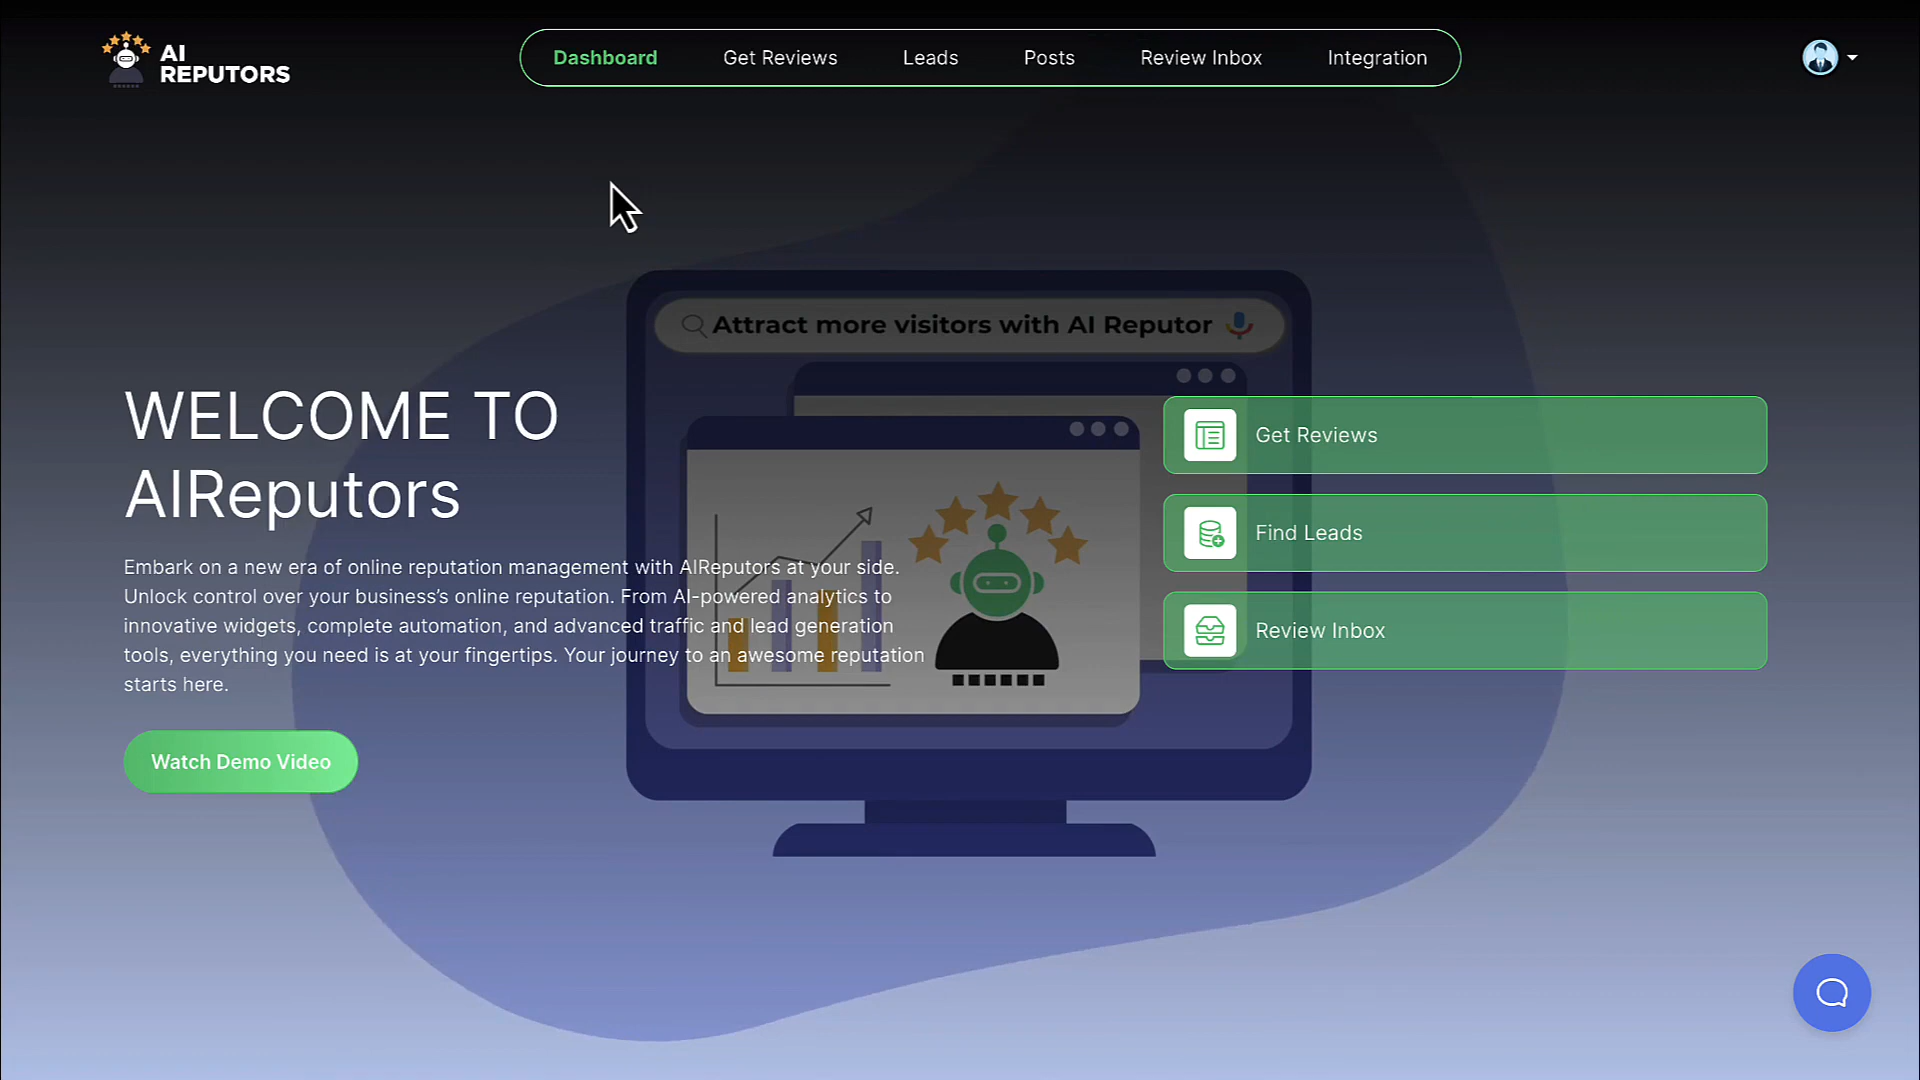 AI
REPUTORS
Dashboard
Get Reviews
Leads
Posts
Review Inbox
Integration
Attract more visitors with AI Reputor
WELCOME TO
AIReputors
Embark on a new era of online reputation management with AIReputors at your side.
Unlock control over your business’s online reputation. From AI-powered analytics to
innovative widgets, complete automation, and advanced traffic and lead generation
tools, everything you need is at your fingertips. Your journey to an awesome reputation
starts here.
Watch Demo Video
Get Reviews
Find Leads
Review Inbox